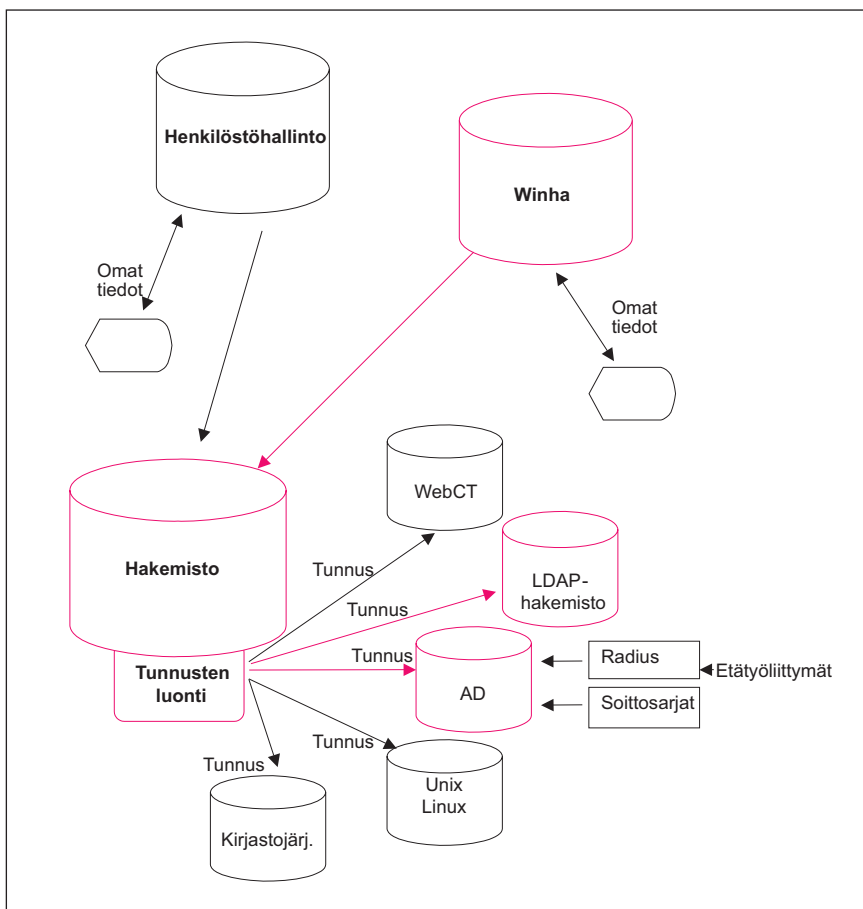 Henkilöstöhallinto
Winha
Omat
tiedot
Omat
tiedot
WebCT
Hakemisto
Tunnus
LDAP-
hakemisto
Tunnus
Tunnusten
luonti
Tunnus
AD
Radius
Etätyöliittymät
Soittosarjat
Tunnus
Tunnus
Unix
Linux
Kirjastojärj.